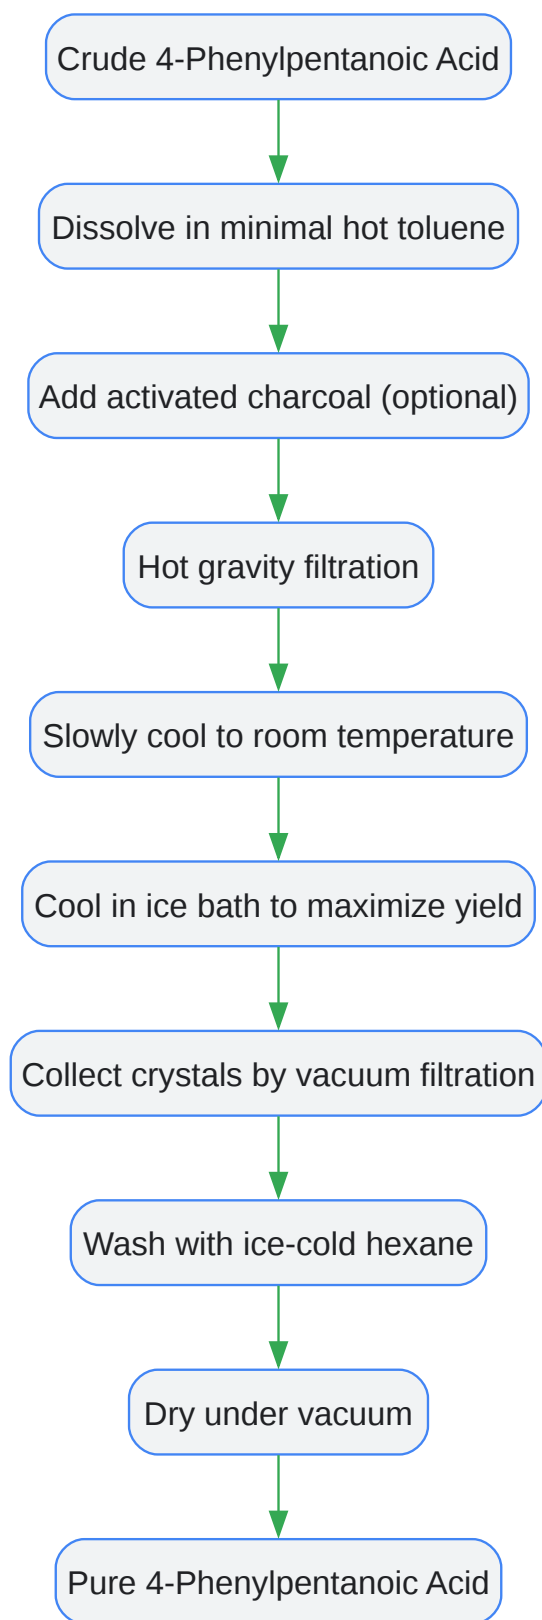 Crude 4-Phenylpentanoic Acid
Dissolve in minimal hot toluene
Add activated charcoal (optional)
Hot gravity filtration
Slowly cool to room temperature
Cool in ice bath to maximize yield
Collect crystals by vacuum filtration
Wash with ice-cold hexane
Dry under vacuum
Pure 4-Phenylpentanoic Acid